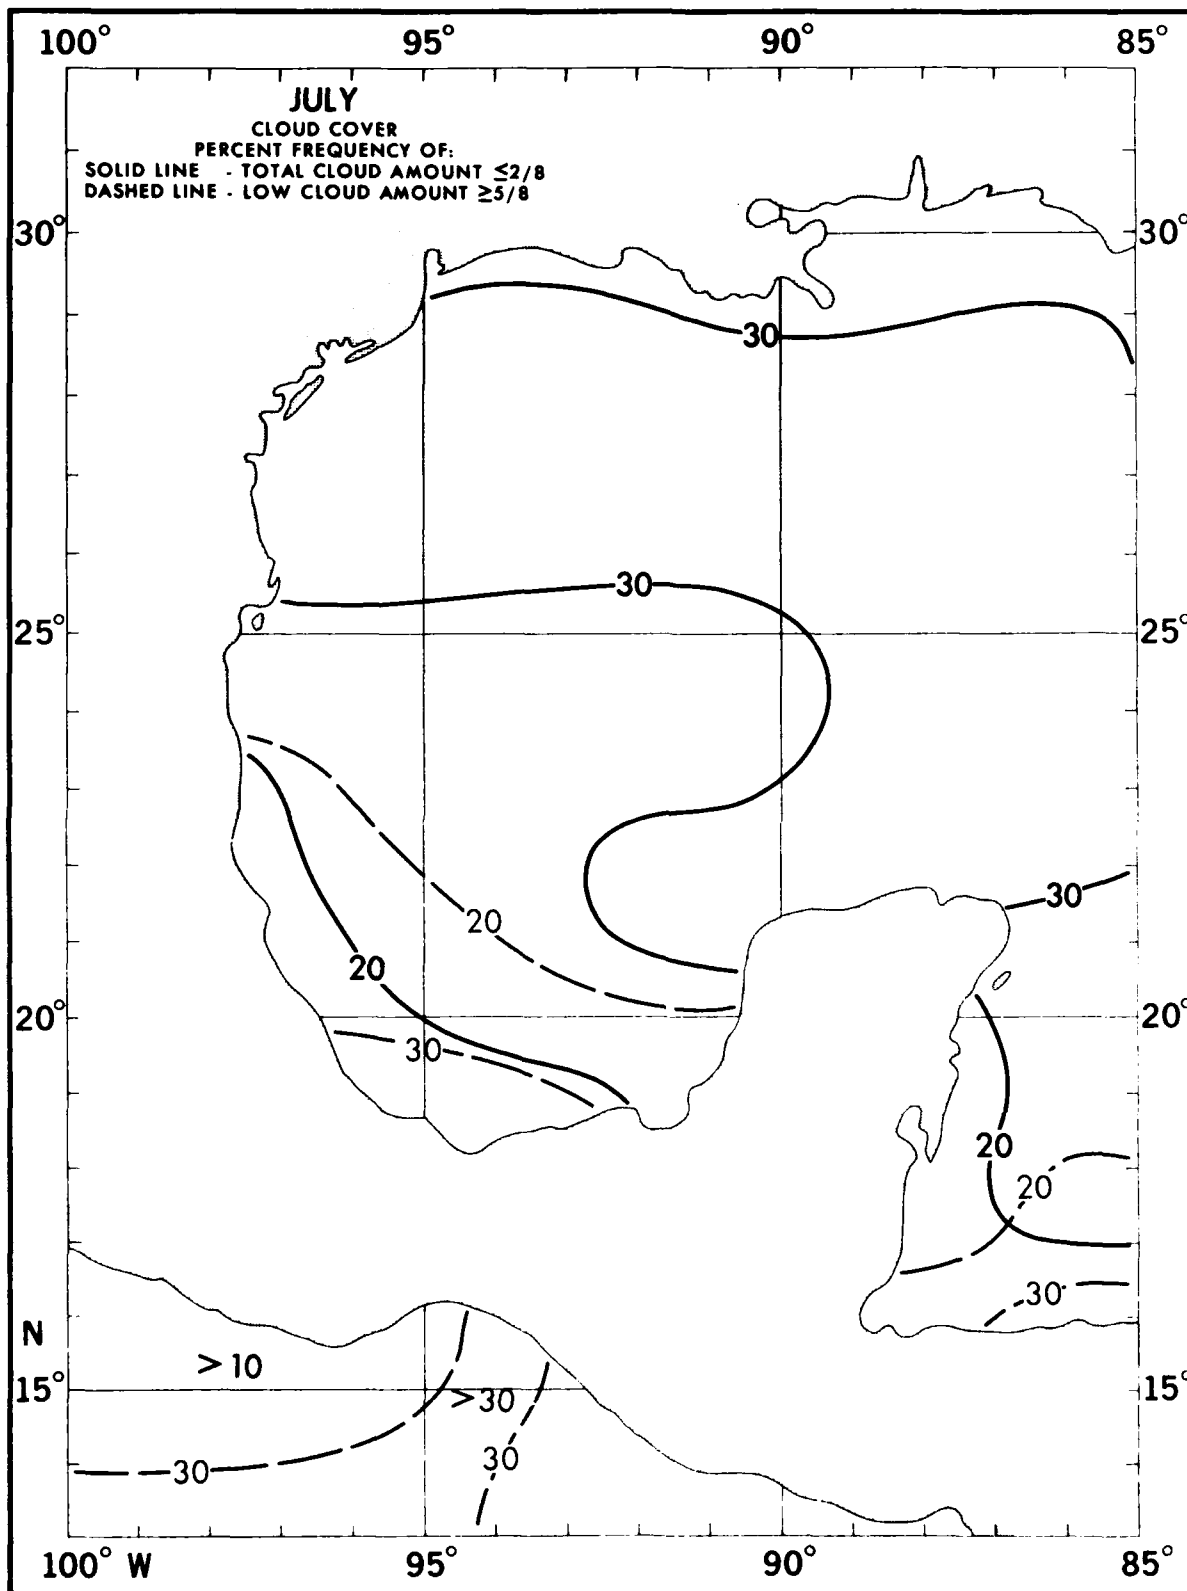 100° 95° 90° 85°
JULY
CLOUD COVER
PERCENT FREQUENCY OF:
SOLID LINE - TOTAL CLOUD AMOUNT ≤2/8
DASHED LINE - LOW CLOUD AMOUNT ≥5/8
30° 30°
30
30
25° 25°
20
30
20
20° 20°
30
20
20
30
N
>10
>30
15° 15°
30
30
100° W 95° 90° 85°